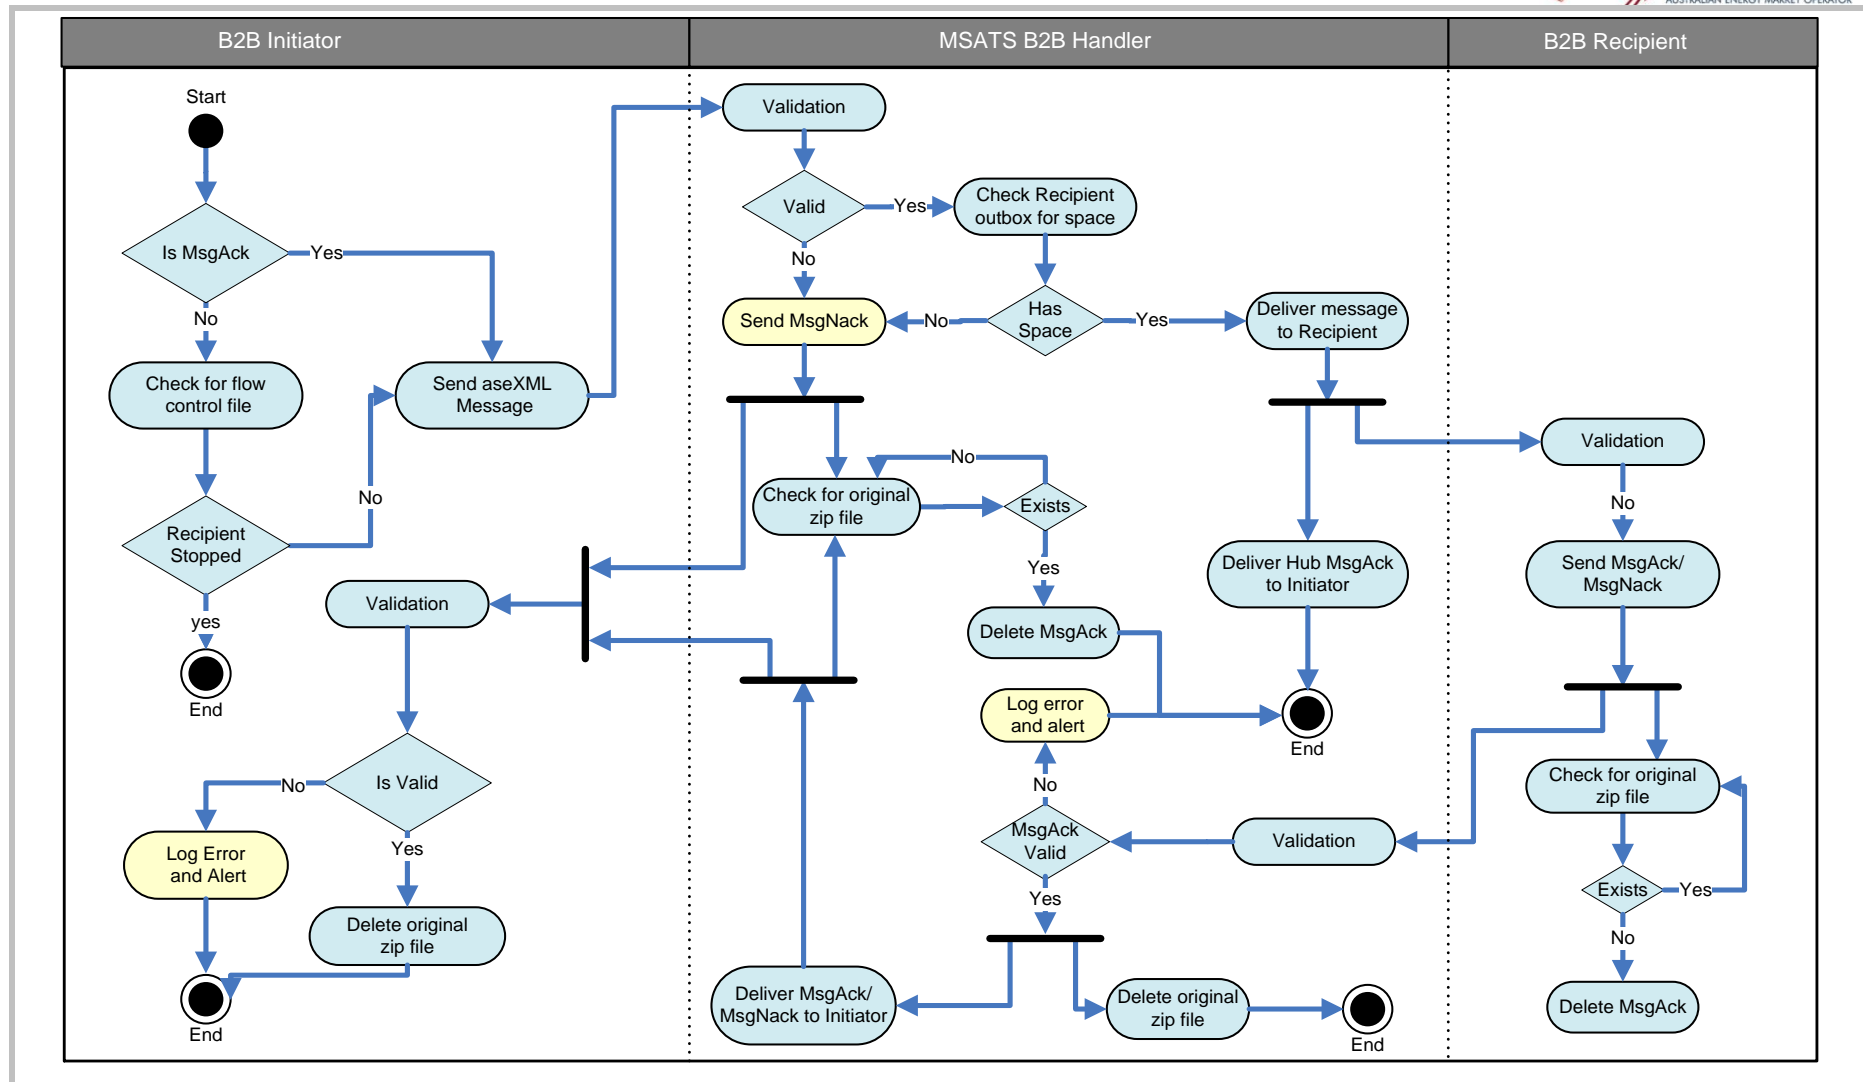 AUSTRALIAN ENERGY MARKET OPERATOR
B2B Initiator
MSATS B2B Handler
B2B Recipient
Start
Is MsgAck
Yes
No
Check for flow
control file
Send aseXML
Message
No
Recipient
Stopped
yes
End
Validation
Is Valid
No
Yes
Log Error
and Alert
Delete original
zip file
End
Validation
Valid
Yes
Check Recipient
outbox for space
No
Send MsgNack
No
Has
Space
Yes
Deliver message
to Recipient
No
Check for original
zip file
Exists
Yes
Delete MsgAck
Deliver Hub MsgAck
to Initiator
Log error
and alert
End
No
MsgAck
Valid
Validation
Yes
Deliver MsgAck/
MsgNack to Initiator
Delete original
zip file
End
Validation
No
Send MsgAck/
MsgNack
Check for original
zip file
Exists
Yes
No
Delete MsgAck